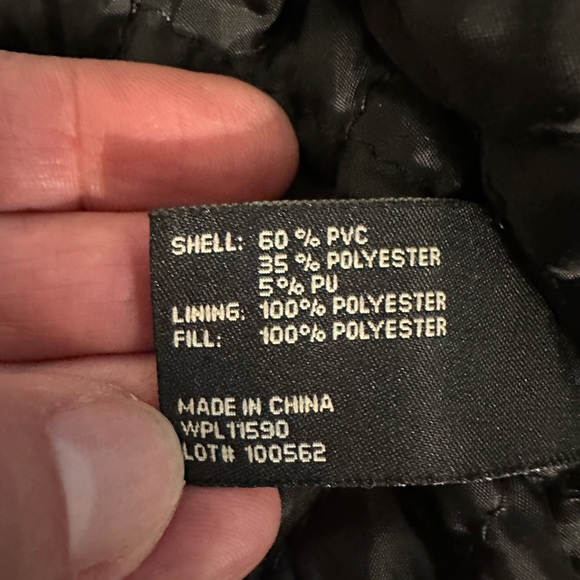 SHELL: 60 % PVC
35 % POLYESTER
5% PU
LINING: 100% POLYESTER
FILL: 100% POLYESTER
MADE IN CHINA
WPL11590
LOT# 100562